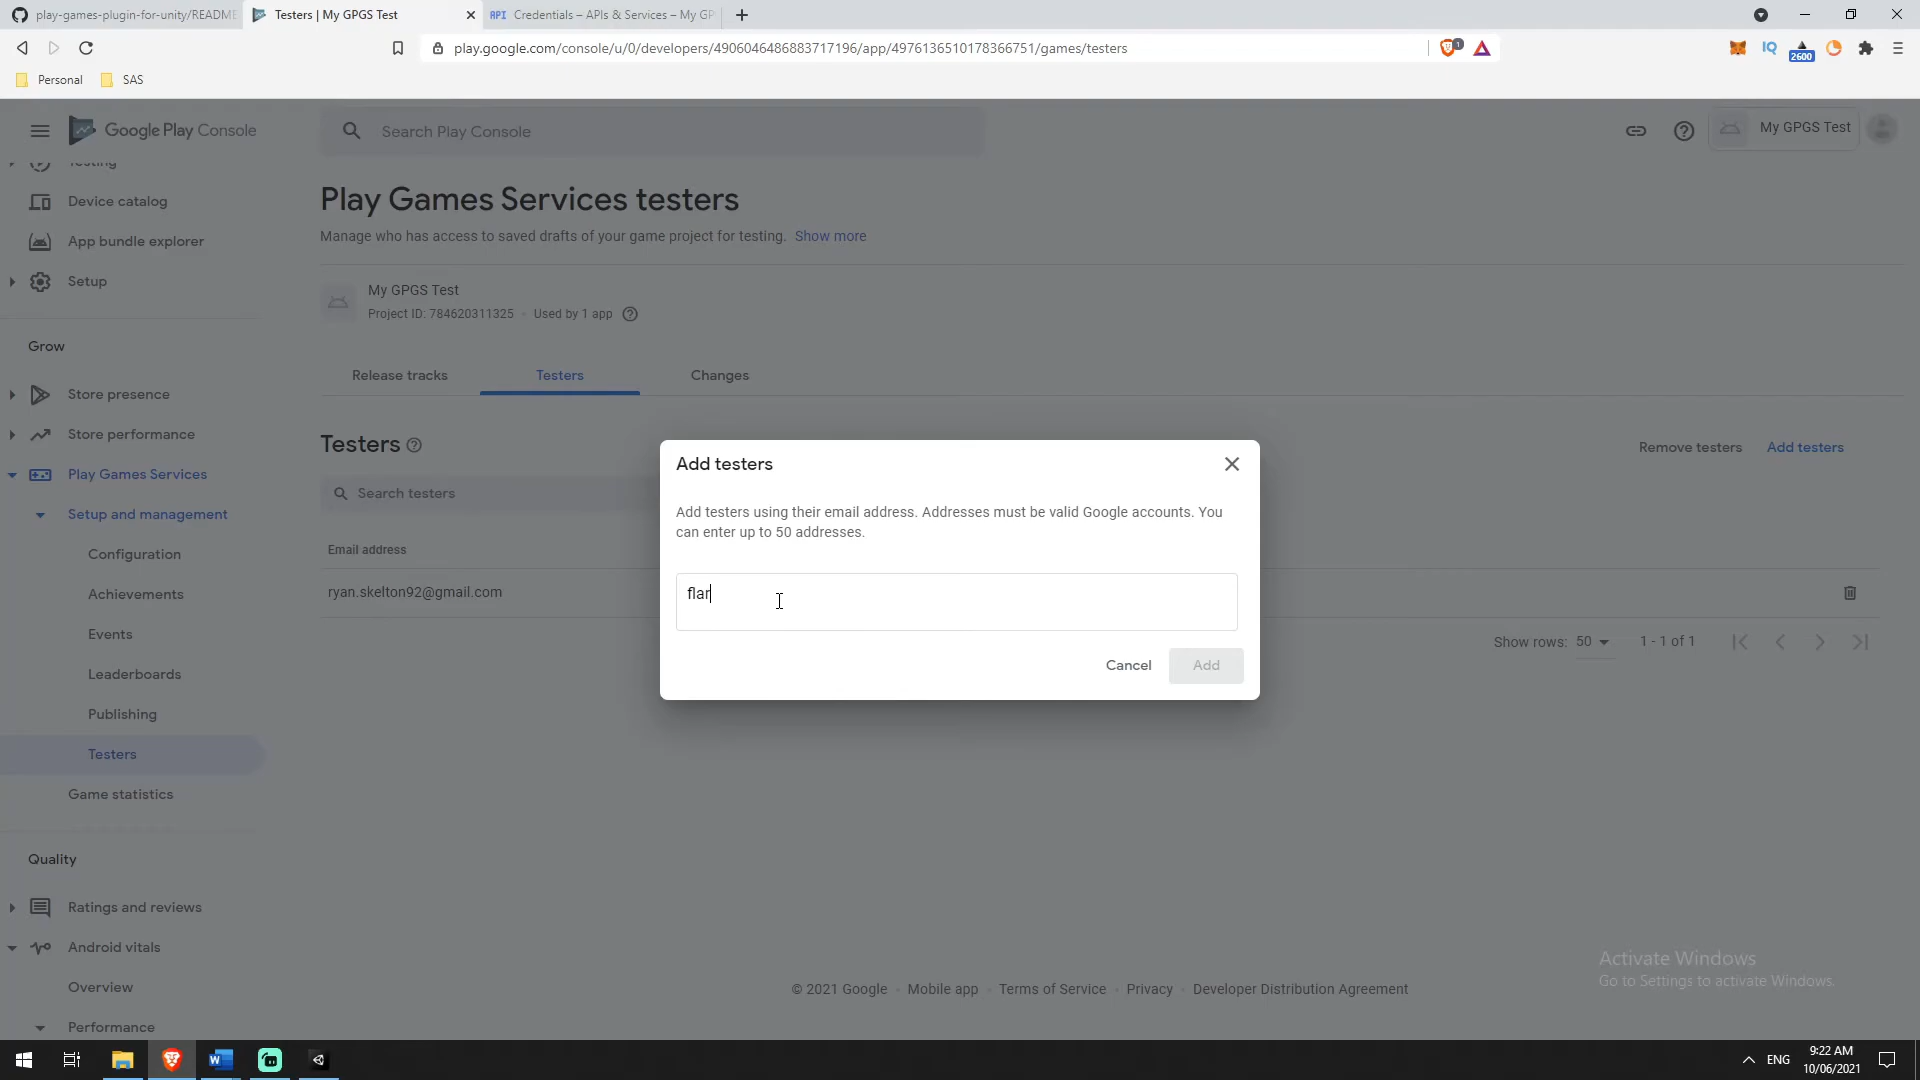 play-games-plugin-for-unity/README
Testers | My GPGS Test
API Credentials – APIs & Services – My GP
play.google.com/console/u/0/developers/4906046486883717196/app/4976136510178366751/games/testers
1
IQ
2600
Personal
SAS
Google Play Console
Search Play Console
My GPGS Test
Testing
Device catalog
App bundle explorer
Setup
Grow
Store presence
Store performance
Play Games Services
Setup and management
Configuration
Achievements
Events
Leaderboards
Publishing
Testers
Game statistics
Quality
Ratings and reviews
Android vitals
Overview
Performance
Play Games Services testers
Manage who has access to saved drafts of your game project for testing. Show more
My GPGS Test
Project ID: 784620311325 · Used by 1 app
Release tracks
Testers
Changes
Testers
Remove testers
Add testers
Search testers
Email address
ryan.skelton92@gmail.com
Show rows: 50
1 - 1 of 1
Add testers
Add testers using their email address. Addresses must be valid Google accounts. You
can enter up to 50 addresses.
flar
Cancel
Add
Activate Windows
Go to Settings to activate Windows.
© 2021 Google · Mobile app · Terms of Service · Privacy · Developer Distribution Agreement
ENG
9:22 AM
10/06/2021